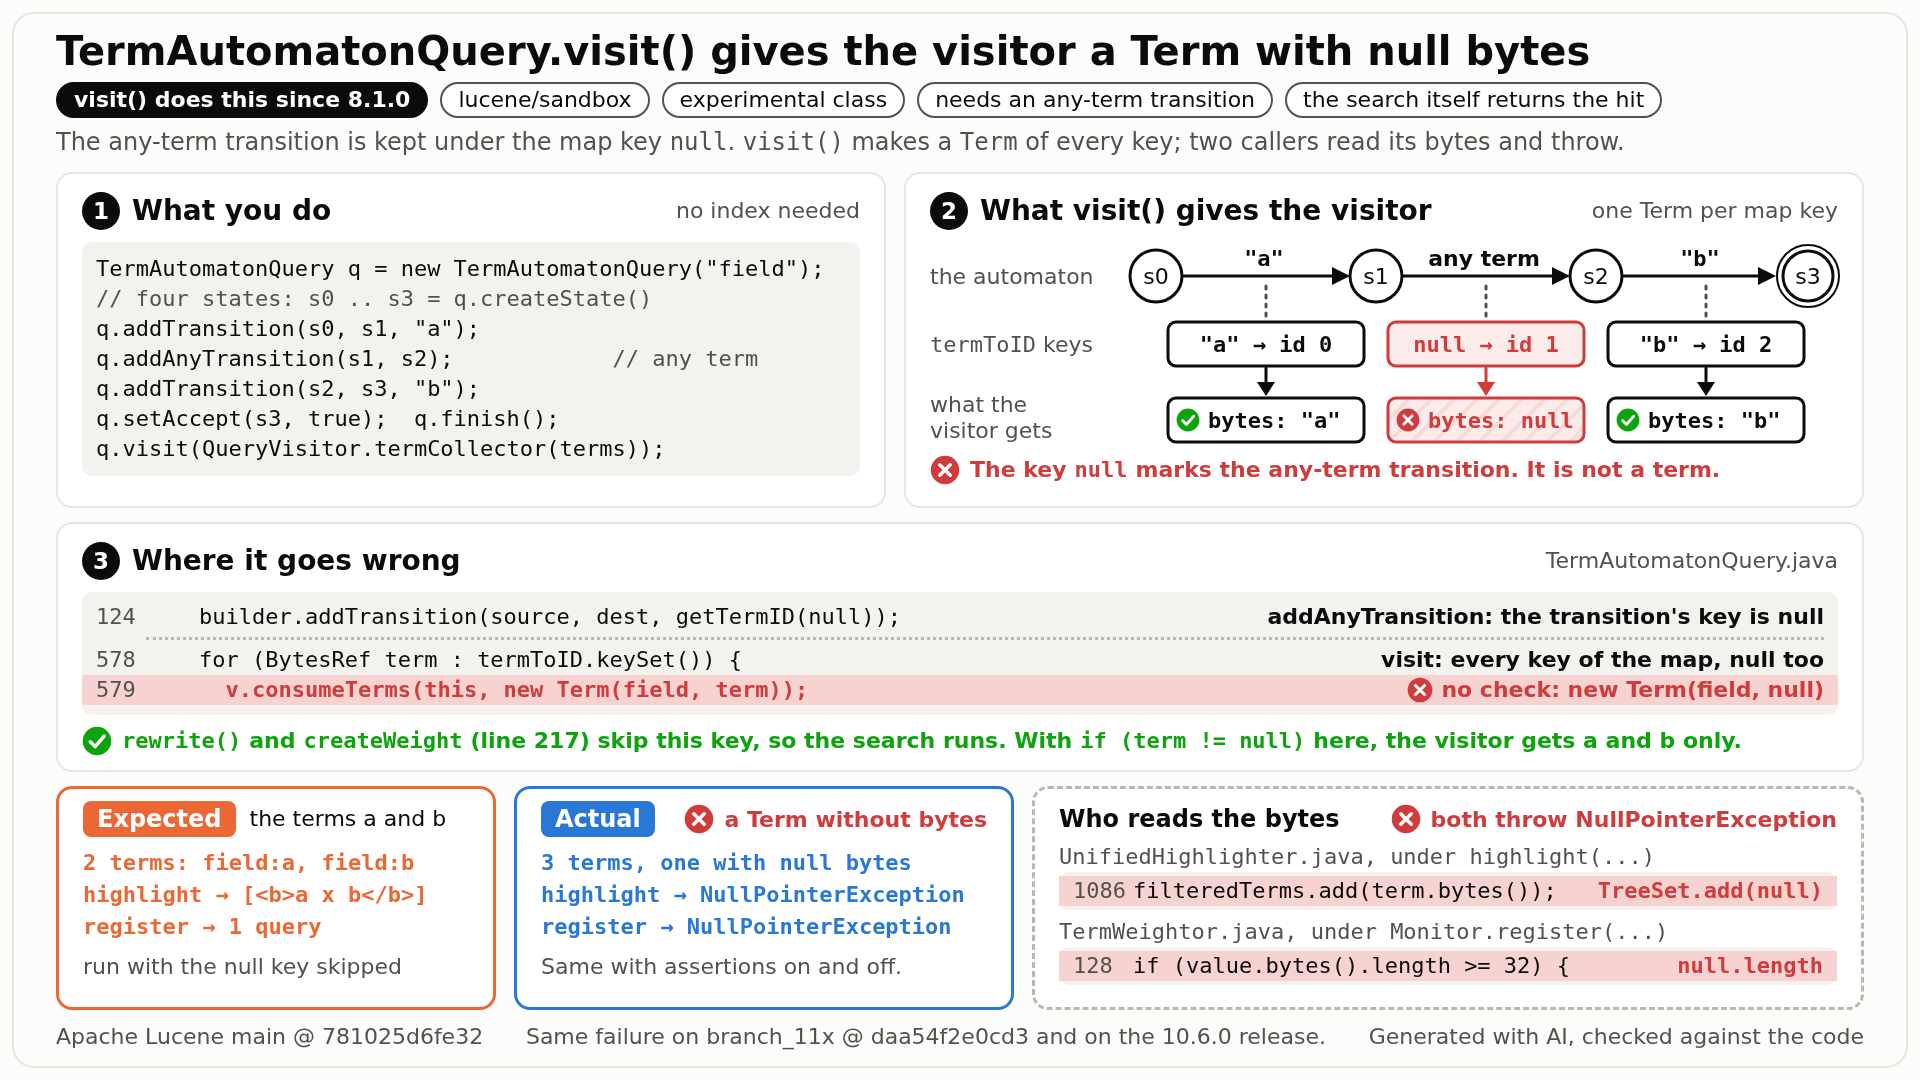 TermAutomatonQuery.visit() gives the visitor a Term with null bytes
visit() does this since 8.1.0 lucene/sandbox experimental class needs an any-term transition the search itself returns the hit
The any-term transition is kept under the map key null. visit() makes a Term of every key; two callers read its bytes and throw.
1 What you do no index needed
TermAutomatonQuery q = new TermAutomatonQuery("field");
// four states: s0 .. s3 = q.createState()
q.addTransition(s0, s1, "a");
q.addAnyTransition(s1, s2); // any term
q.addTransition(s2, s3, "b");
q.setAccept(s3, true); q.finish();
q.visit(QueryVisitor.termCollector(terms));
2 What visit() gives the visitor one Term per map key
"a" any term "b"
the automaton s0 s1 s2 s3
termToID keys "a" → id 0 null → id 1 "b" → id 2
what the
visitor gets
bytes: "a" bytes: null bytes: "b"
The key null marks the any-term transition. It is not a term.
3 Where it goes wrong TermAutomatonQuery.java
124 builder.addTransition(source, dest, getTermID(null)); addAnyTransition: the transition's key is null
578 for (BytesRef term : termToID.keySet()) { visit: every key of the map, null too
579 v.consumeTerms(this, new Term(field, term)); no check: new Term(field, null)
rewrite() and createWeight (line 217) skip this key, so the search runs. With if (term != null) here, the visitor gets a and b only.
Expected the terms a and b
2 terms: field:a, field:b
highlight → [<b>a x b</b>]
register → 1 query
run with the null key skipped
Actual a Term without bytes
3 terms, one with null bytes
highlight → NullPointerException
register → NullPointerException
Same with assertions on and off.
Who reads the bytes both throw NullPointerException
UnifiedHighlighter.java, under highlight(...)
1086 filteredTerms.add(term.bytes()); TreeSet.add(null)
TermWeightor.java, under Monitor.register(...)
128 if (value.bytes().length >= 32) { null.length
Apache Lucene main @ 781025d6fe32 Same failure on branch_11x @ daa54f2e0cd3 and on the 10.6.0 release. Generated with AI, checked against the code